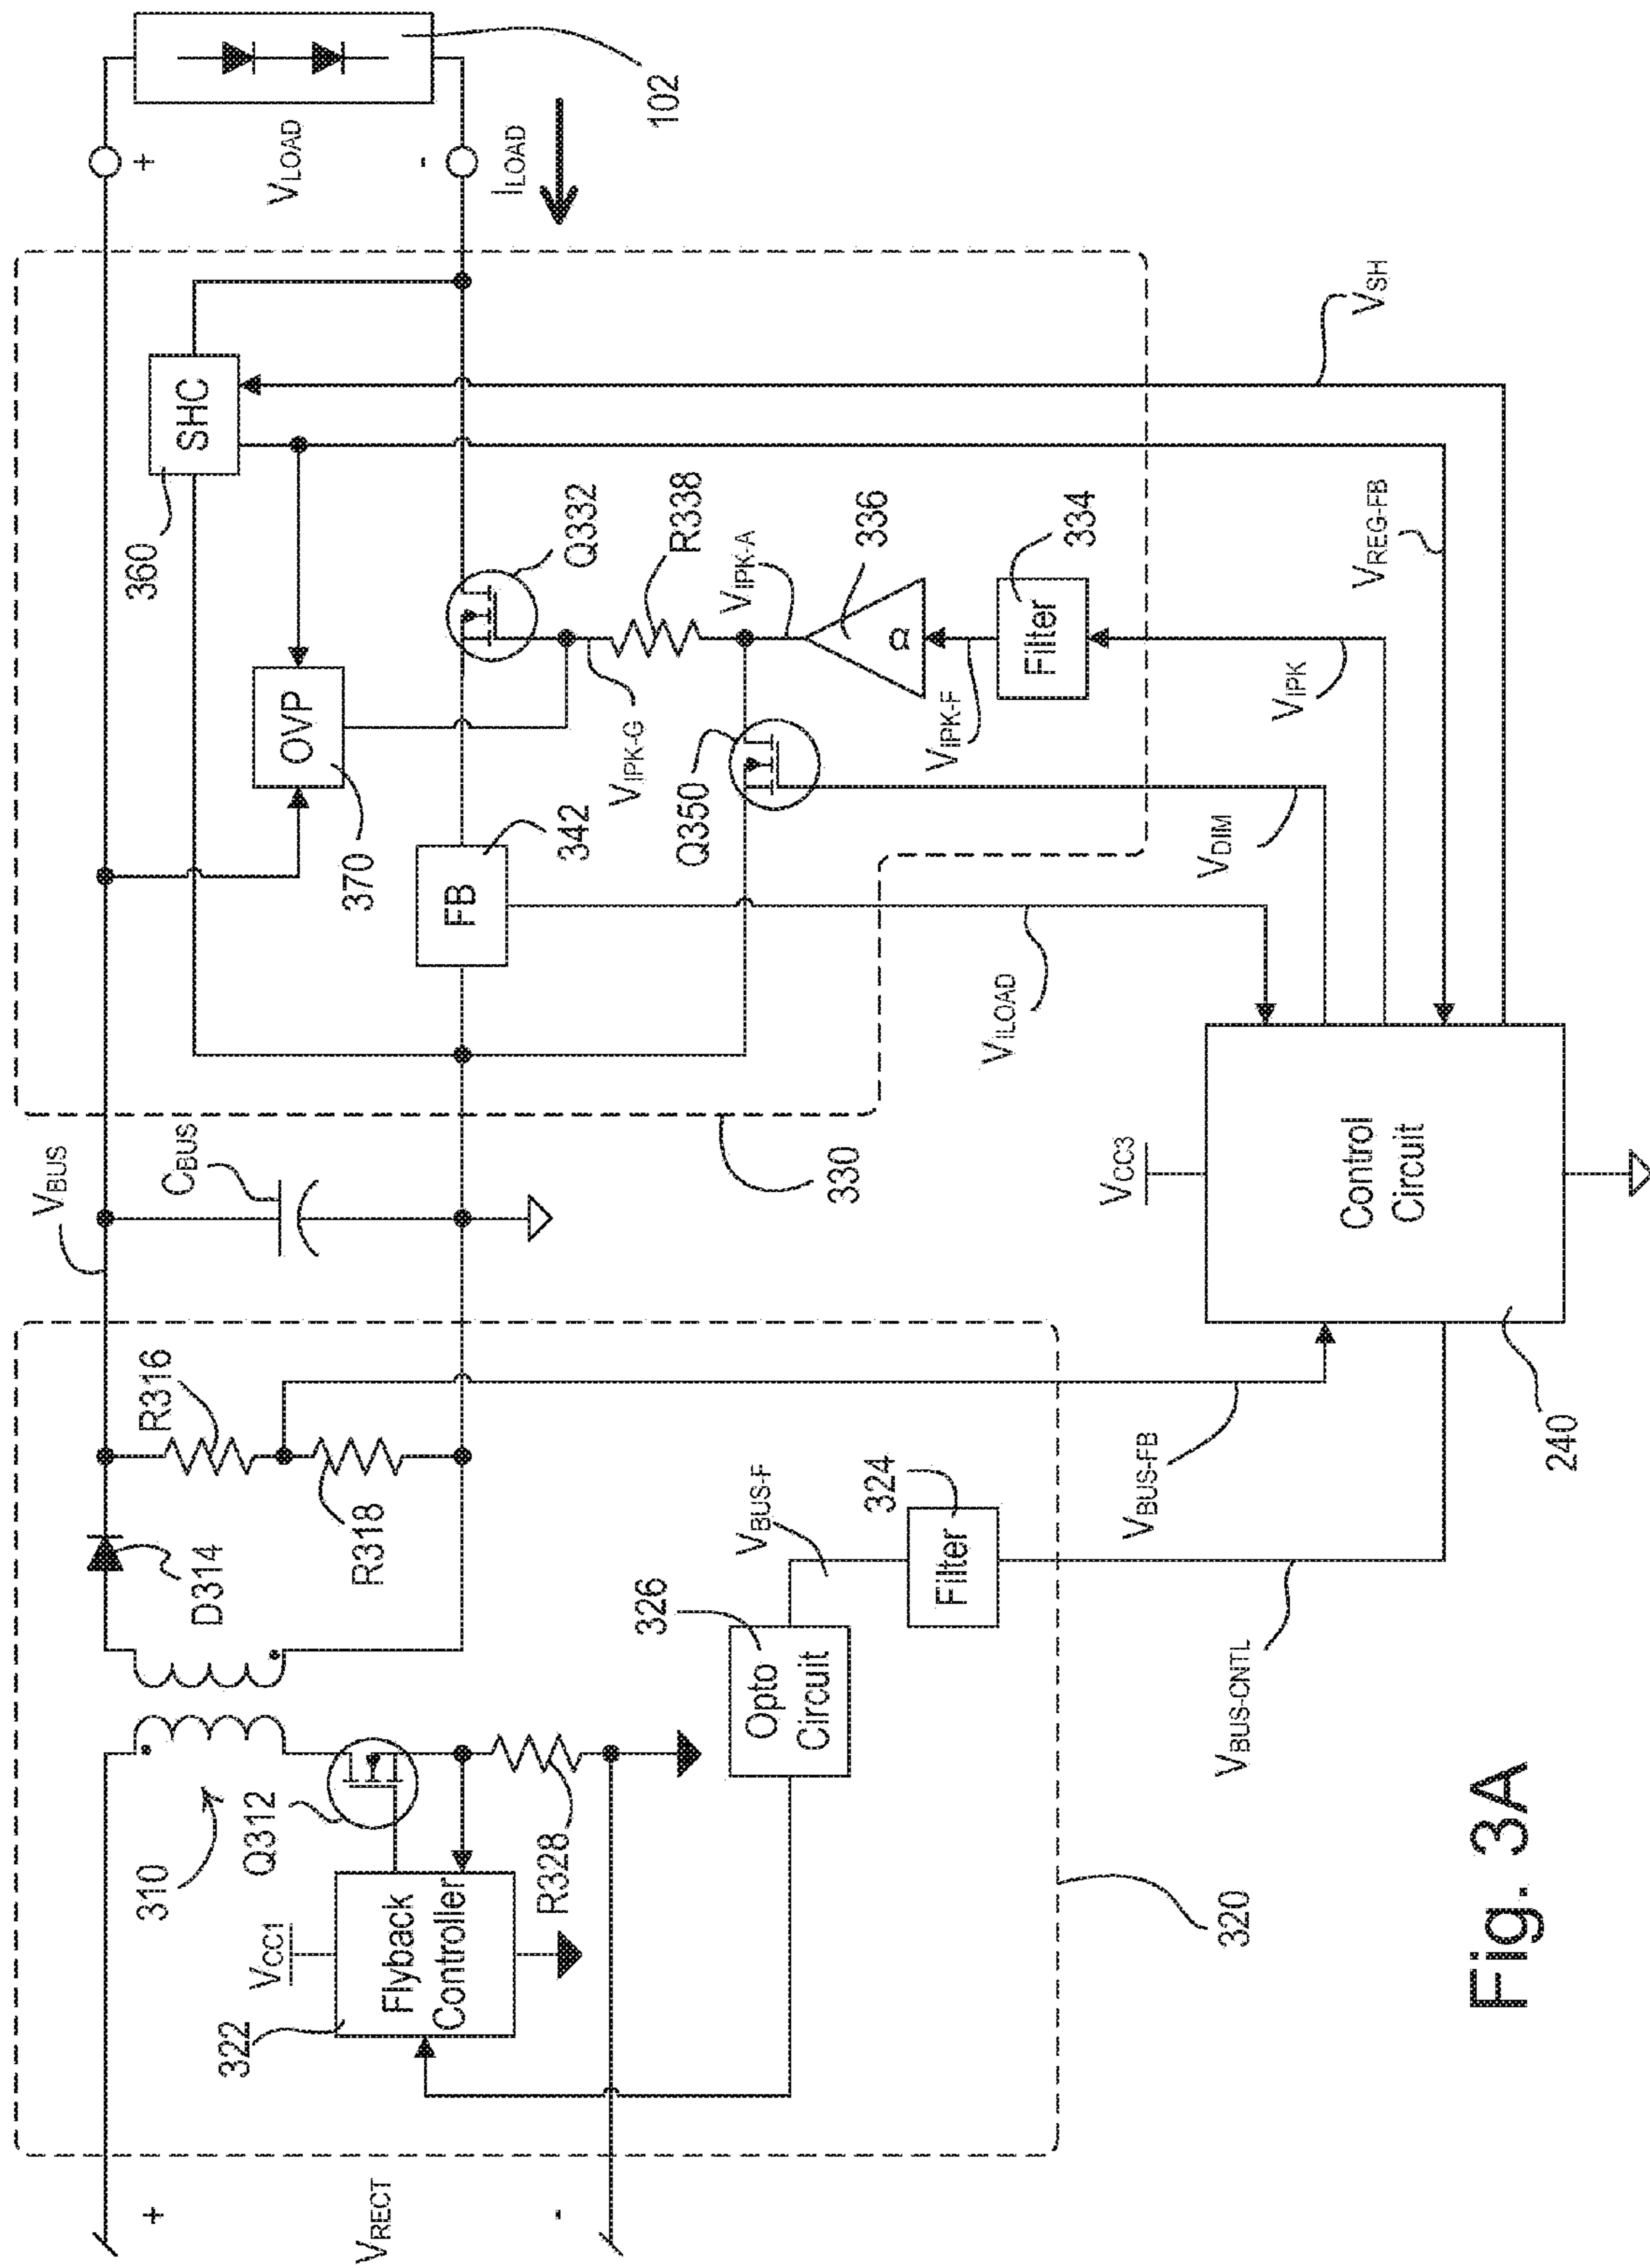 VRECT
+
-
320
310
Q312
VCC1
322
Flyback
Controller
R328
D314
R316
R318
326
Opto
Circuit
VBUS-F
324
Filter
VBUS-CNTL
VBUS-FB
VBUS
CBUS
330
VCC3
Control
Circuit
240
VILOAD
VDIM
VIPK
VREG-FB
VSH
FB
342
OVP
370
360
SHC
Q332
VIPK-G
R338
Q350
VIPK-A
336
α
VIPK-F
334
Filter
+
VLOAD
-
ILOAD
102
Fig. 3A